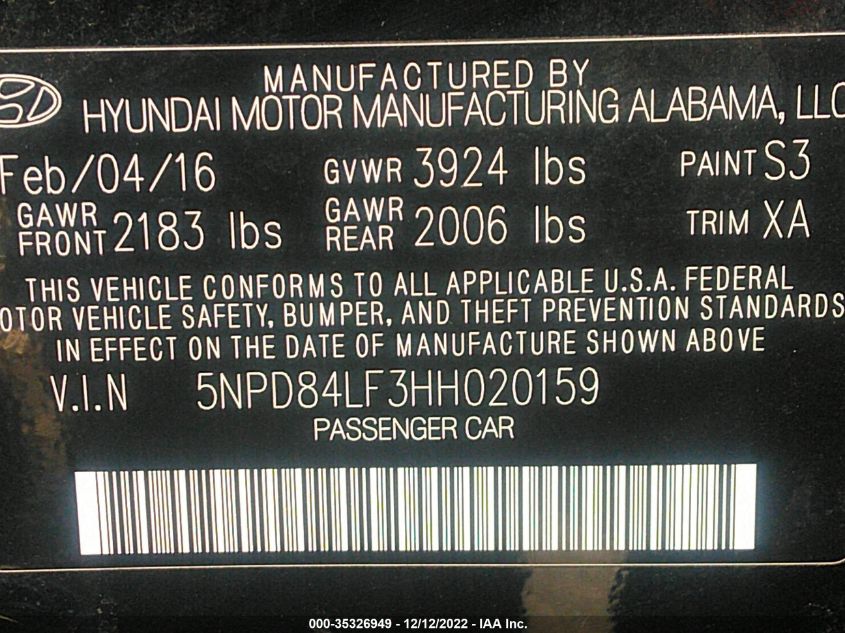 MANUFACTURED BY
HYUNDAI MOTOR MANUFACTURING ALABAMA, LLC
Feb/04/16 GVWR 3924 lbs PAINT S3
GAWR FRONT 2183 lbs GAWR REAR 2006 lbs TRIM XA
THIS VEHICLE CONFORMS TO ALL APPLICABLE U.S.A. FEDERAL
OTOR VEHICLE SAFETY, BUMPER, AND THEFT PREVENTION STANDARDS
IN EFFECT ON THE DATE OF MANUFACTURE SHOWN ABOVE
V.I.N 5NPD84LF3HH020159
PASSENGER CAR
000-35326949 - 12/12/2022 - IAA Inc.